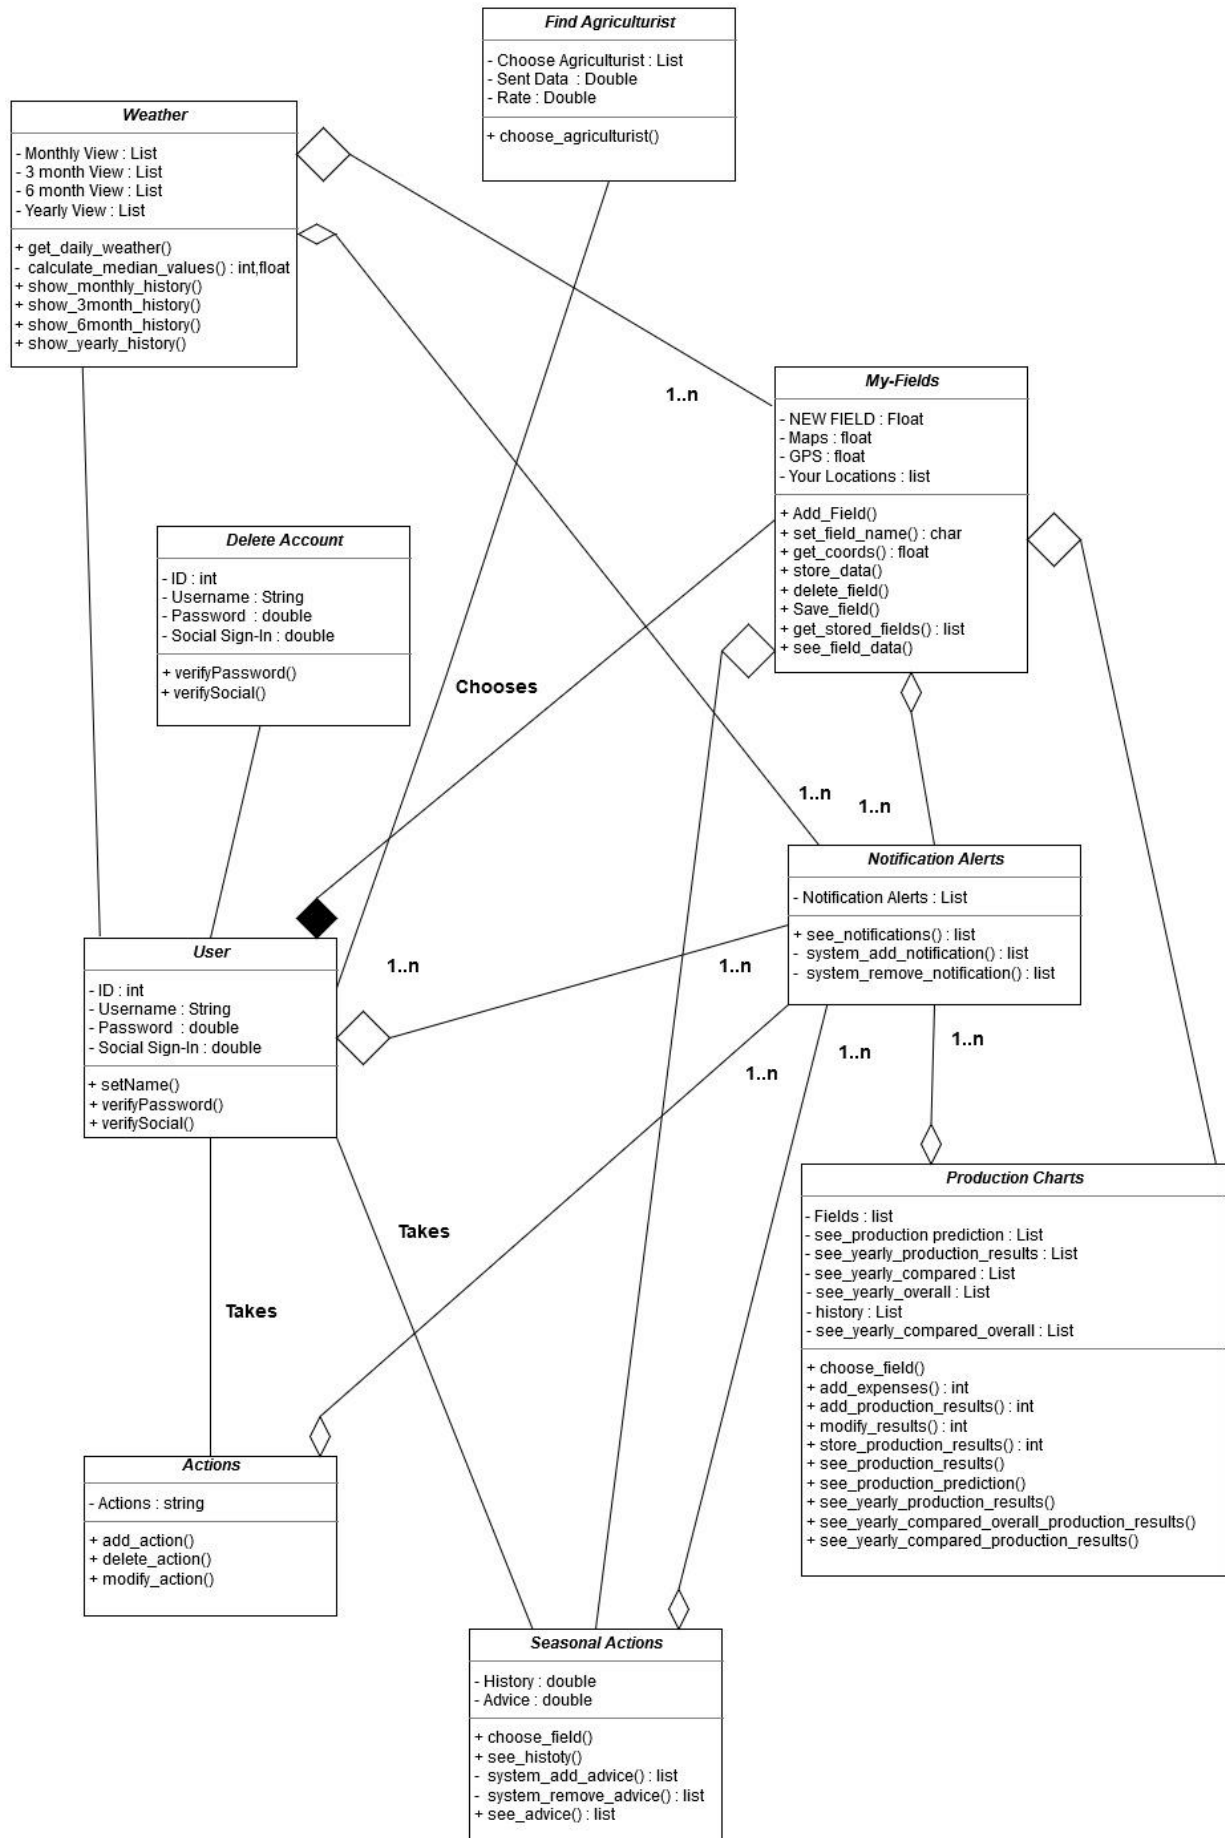 Find Agriculturist
- Choose Agriculturist : List
- Sent Data : Double
- Rate : Double
+ choose_agriculturist()
Weather
- Monthly View : List
- 3 month View : List
- 6 month View : List
- Yearly View : List
+ get_daily_weather()
- calculate_median_values() : int,float
+ show_monthly_history()
+ show_3month_history()
+ show_6month_history()
+ show_yearly_history()
1..n
My-Fields
- NEW FIELD : Float
- Maps : float
- GPS : float
- Your Locations : list
+ Add_Field()
+ set_field_name() : char
+ get_coords() : float
+ store_data()
+ delete_field()
+ Save_field()
+ get_stored_fields() : list
+ see_field_data()
Delete Account
- ID : int
- Username : String
- Password : double
- Social Sign-In : double
+ verifyPassword()
+ verifySocial()
Chooses
1..n
1..n
Notification Alerts
- Notification Alerts : List
+ see_notifications() : list
- system_add_notification() : list
- system_remove_notification() : list
User
- ID : int
- Username : String
- Password : double
- Social Sign-In : double
+ setName()
+ verifyPassword()
+ verifySocial()
1..n
1..n
1..n
1..n
1..n
Takes
Takes
Production Charts
- Fields : list
- see_production prediction : List
- see_yearly_production_results : List
- see_yearly_compared : List
- see_yearly_overall : List
- history : List
- see_yearly_compared_overall : List
+ choose_field()
+ add_expenses() : int
+ add_production_results() : int
+ modify_results() : int
+ store_production_results() : int
+ see_production_results()
+ see_production_prediction()
+ see_yearly_production_results()
+ see_yearly_compared_overall_production_results()
+ see_yearly_compared_production_results()
Actions
- Actions : string
+ add_action()
+ delete_action()
+ modify_action()
Seasonal Actions
- History : double
- Advice : double
+ choose_field()
+ see_histoty()
- system_add_advice() : list
- system_remove_advice() : list
+ see_advice() : list